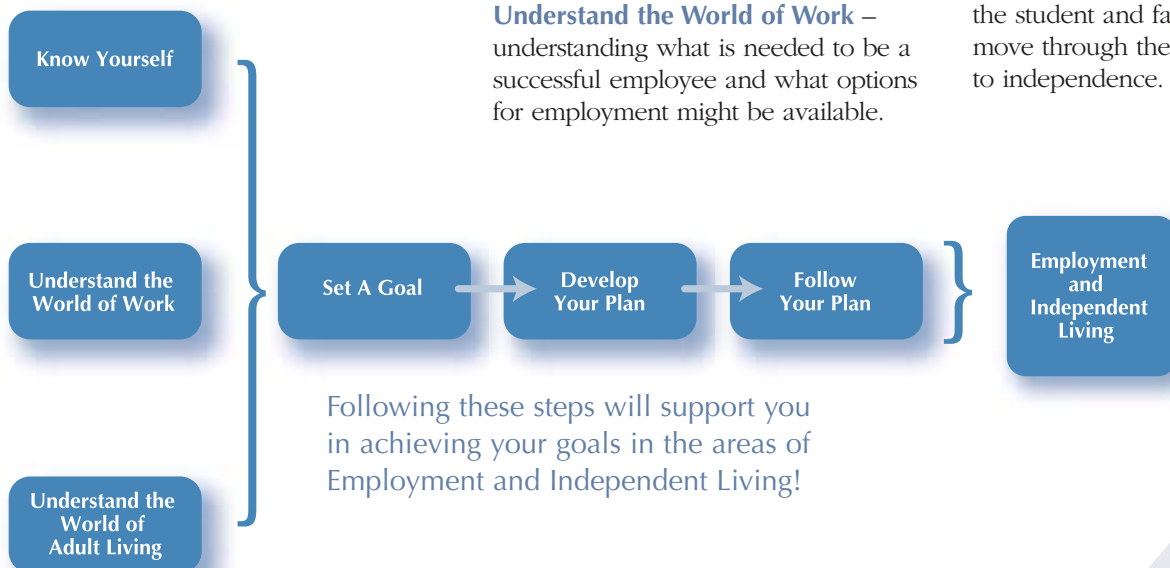 Understand the World of Work –
understanding what is needed to be a
successful employee and what options
for employment might be available.
the student and fa
move through the
to independence.
Know Yourself
Understand the
World of Work
Understand the
World of
Adult Living
Set A Goal
Develop
Your Plan
Follow
Your Plan
Employment
and
Independent
Living
Following these steps will support you
in achieving your goals in the areas of
Employment and Independent Living!